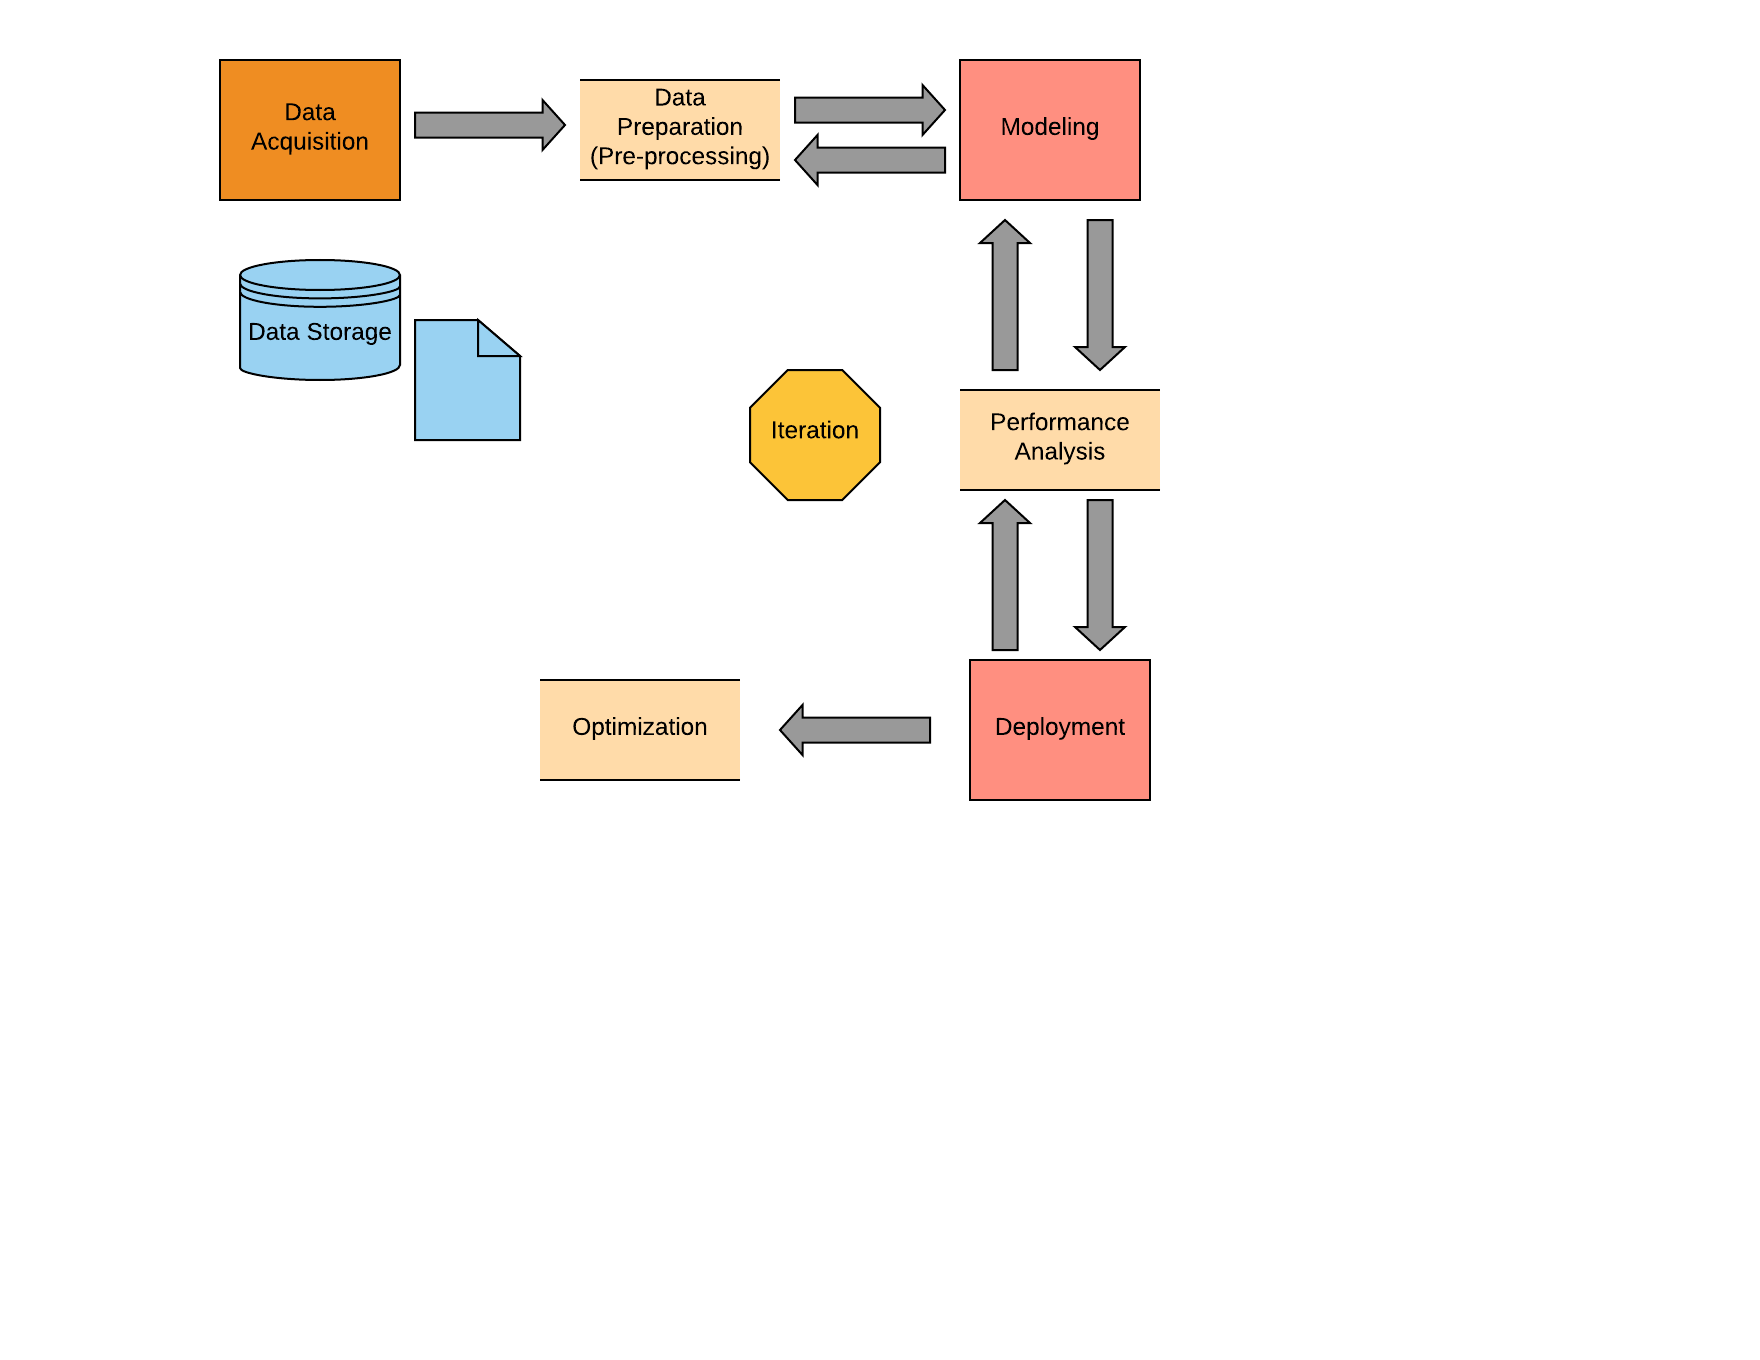 Data
Acquisition
Data
Preparation
(Pre-processing)
Modeling
Data Storage
Iteration
Performance
Analysis
Optimization
Deployment